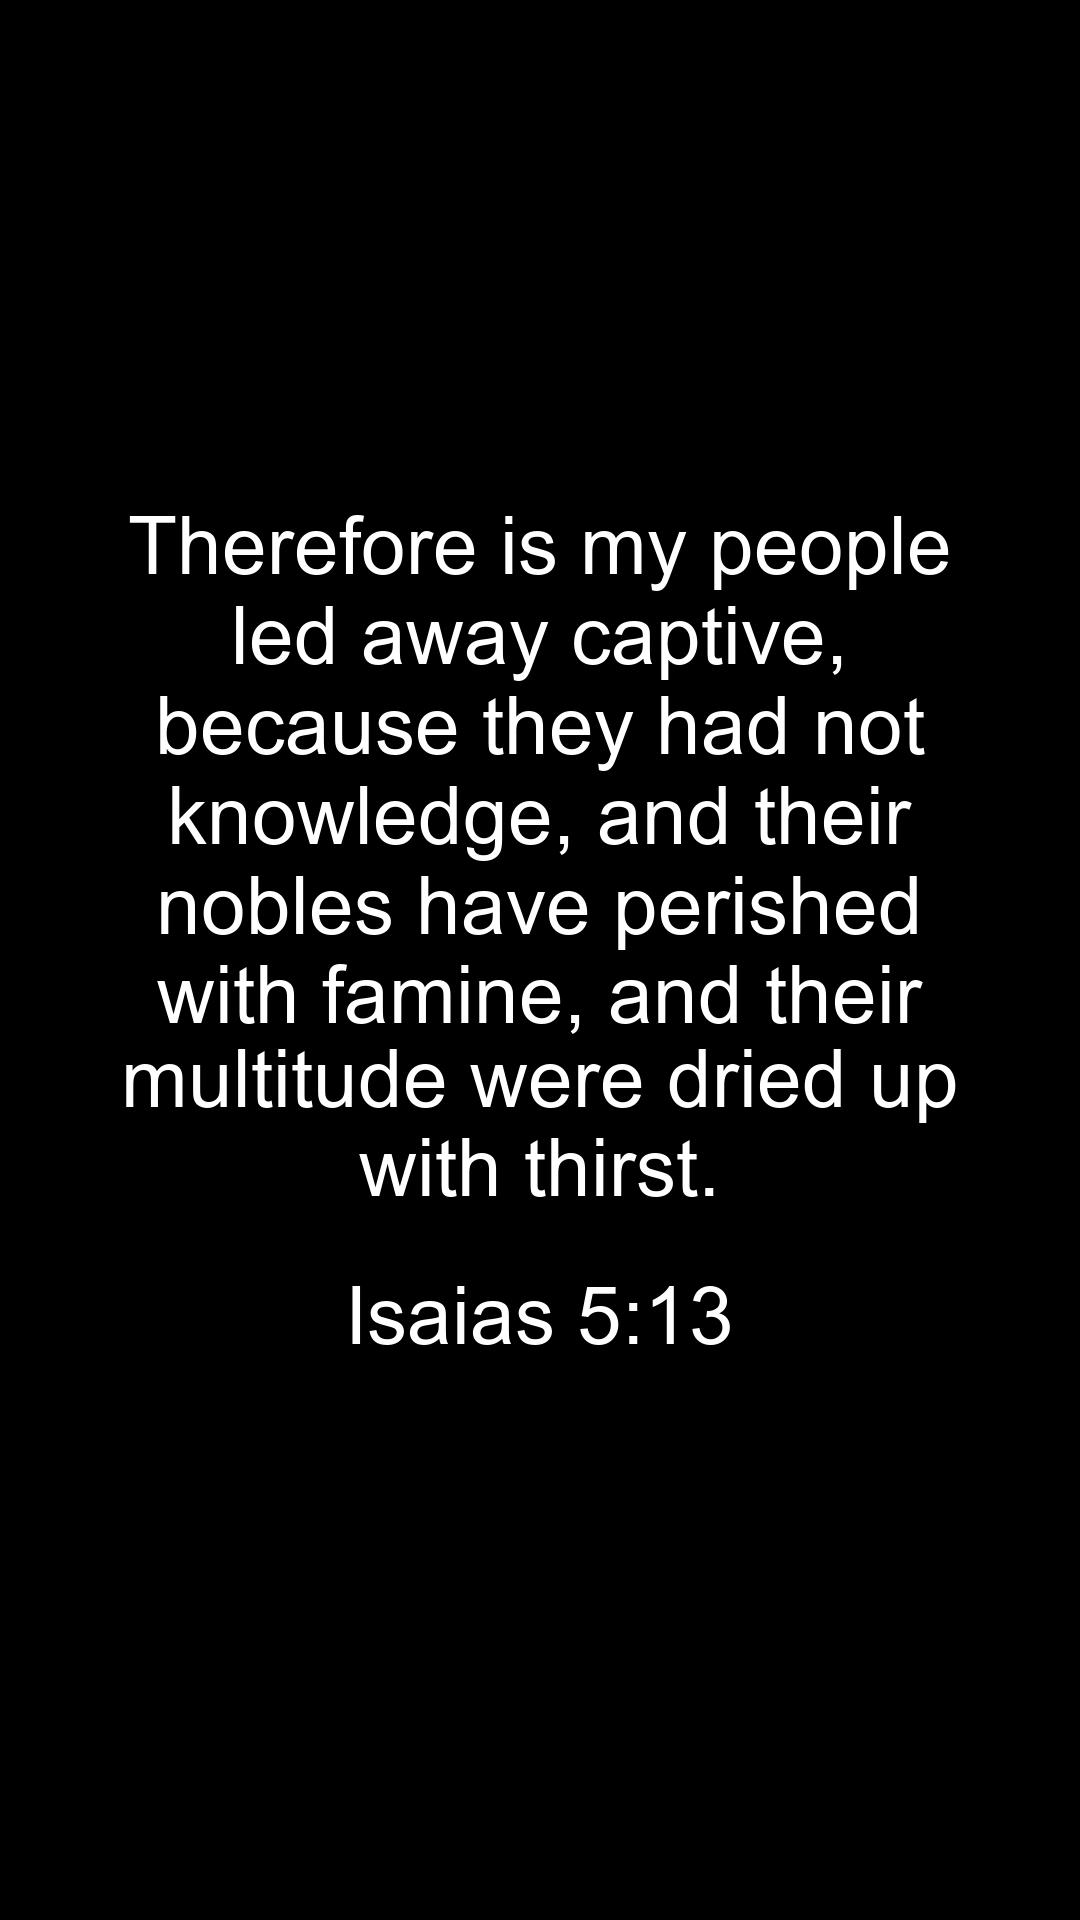 Therefore is my people
led away captive,
because they had not
knowledge, and their
nobles have perished
with famine, and their
multitude were dried up
with thirst.
Isaias 5:13